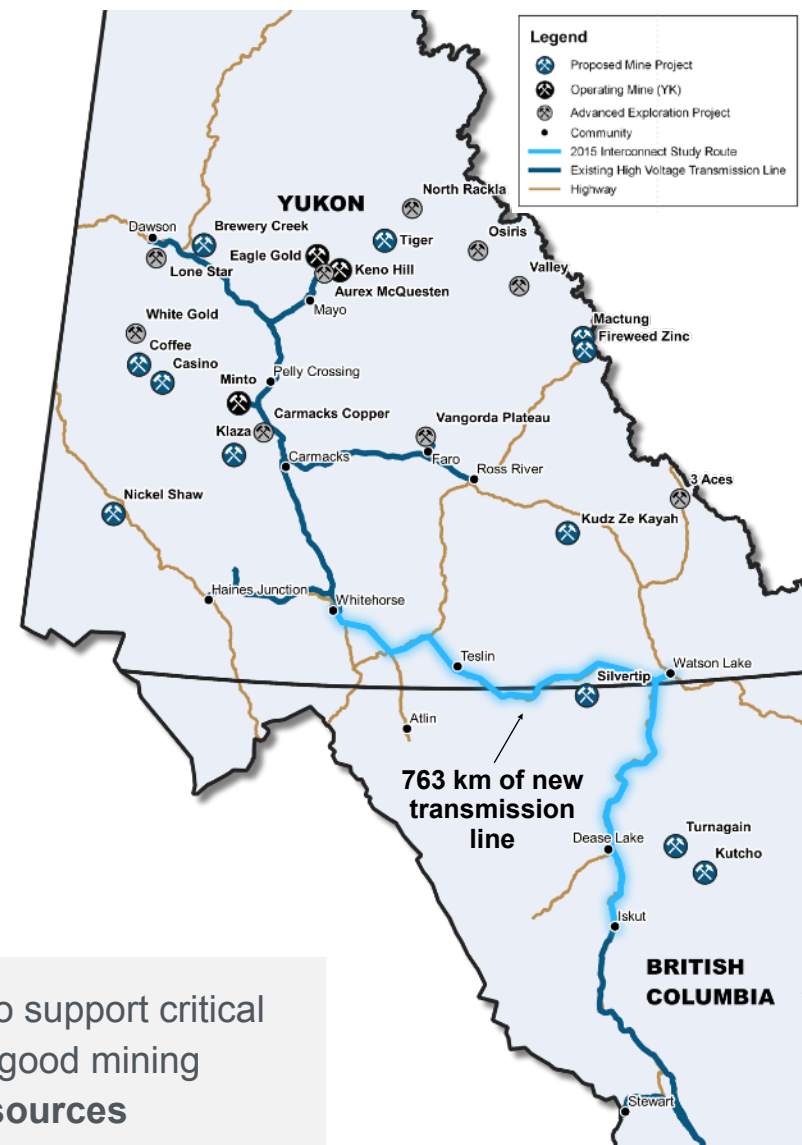 Legend
Proposed Mine Project
Operating Mine (YK)
Advanced Exploration Project
Community
2015 Interconnect Study Route
Existing High Voltage Transmission Line
Highway
YUKON
North Rackla
Dawson
Brewery Creek
Tiger
Osiris
Eagle Gold
Keno Hill
Lone Star
Valley
Aurex McQuesten
Mayo
White Gold
Mactung
Coffee
Fireweed Zinc
Casino
Pelly Crossing
Minto
Carmacks Copper
Vangorda Plateau
Klaza
Carmacks
Faro
Ross River
3 Aces
Nickel Shaw
Kudz Ze Kayah
Haines Junction
Whitehorse
Teslin
Watson Lake
Silvertip
Atlin
763 km of new
transmission
line
Turnagain
Dease Lake
Kutcho
Iskut
BRITISH
COLUMBIA
o support critical
good mining
sources
Stewart